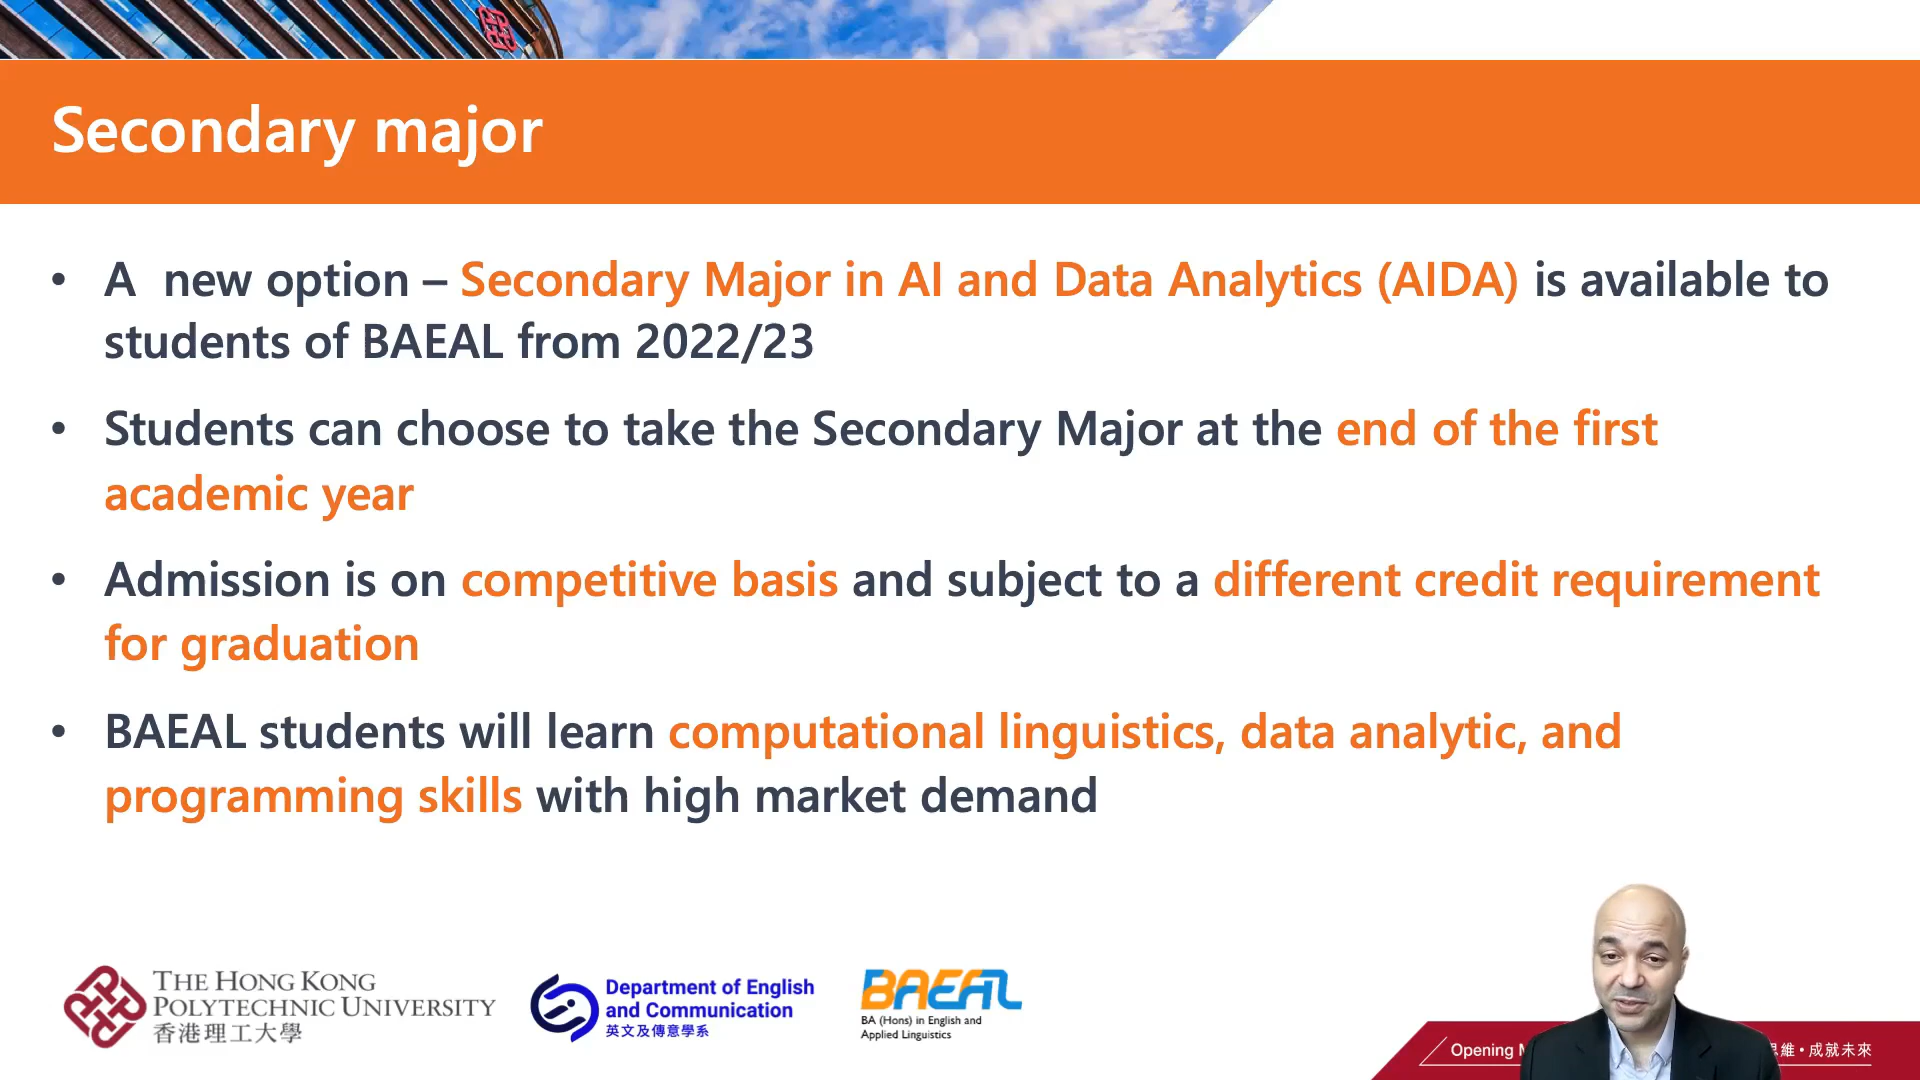 Secondary major
• A  new option – Secondary Major in AI and Data Analytics (AIDA) is available to
students of BAEAL from 2022/23
• Students can choose to take the Secondary Major at the end of the first
academic year
• Admission is on competitive basis and subject to a different credit requirement
for graduation
• BAEAL students will learn computational linguistics, data analytic, and
programming skills with high market demand
THE HONG KONG
POLYTECHNIC UNIVERSITY
香港理工大學
Department of English
and Communication
英文及傳意學系
BAEAL
BA (Hons) in English and
Applied Linguistics
Opening 維 • 成就未來